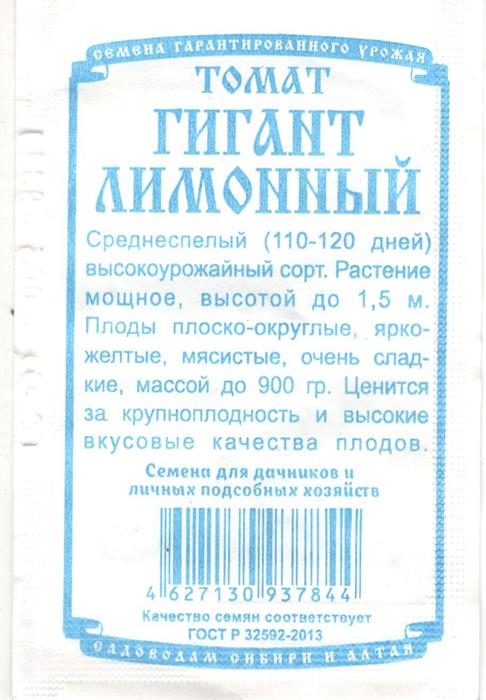 СЕМЕНА ГАРАНТИРОВАННОГО УРОЖАЯ
ТОМАТ
ГИГАНТ
ЛИМОННЫЙ
Среднеспелый (110-120 дней)
высокоурожайный сорт. Растение
мощное, высотой до 1,5 м.
Плоды плоско-округлые, ярко-
желтые, мясистые, очень слад-
кие, массой до 900 гр. Ценится
за крупноплодность и высокие
вкусовые качества плодов.
Семена для дачников и
личных подсобных хозяйств
4 627130 937844
Качество семян соответствует
ГОСТ Р 32592-2013
САДОВОДАМ СИБИРИ И АЛТАЯ